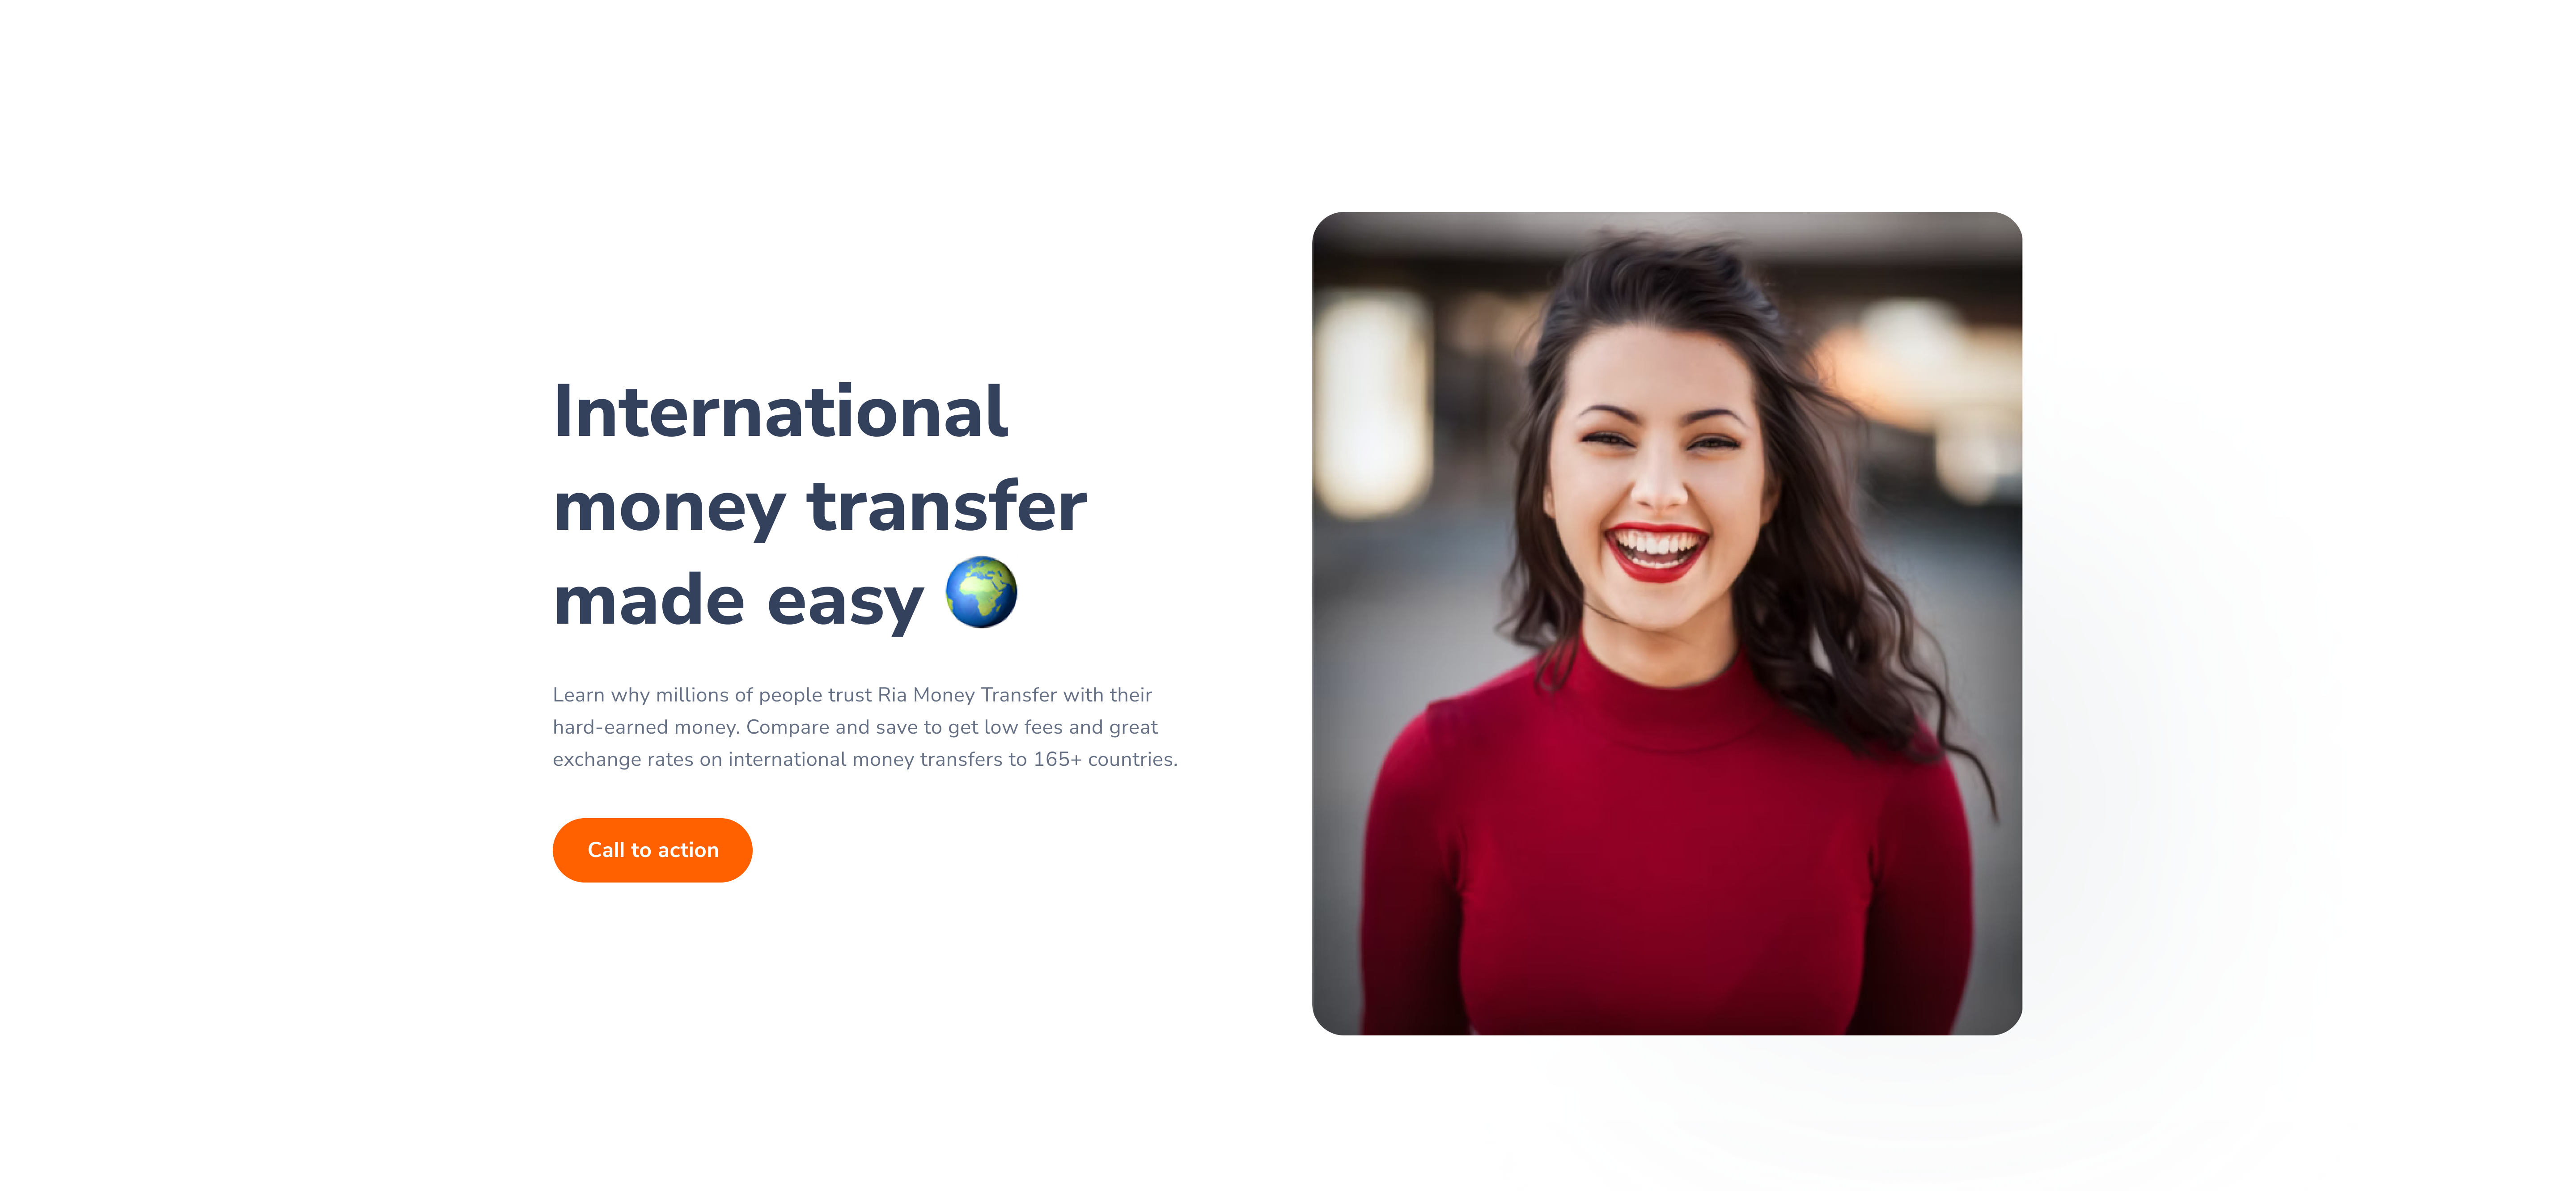 International
money transfer
made easy 🌍
Learn why millions of people trust Ria Money Transfer with their
hard-earned money. Compare and save to get low fees and great
exchange rates on international money transfers to 165+ countries.
Call to action